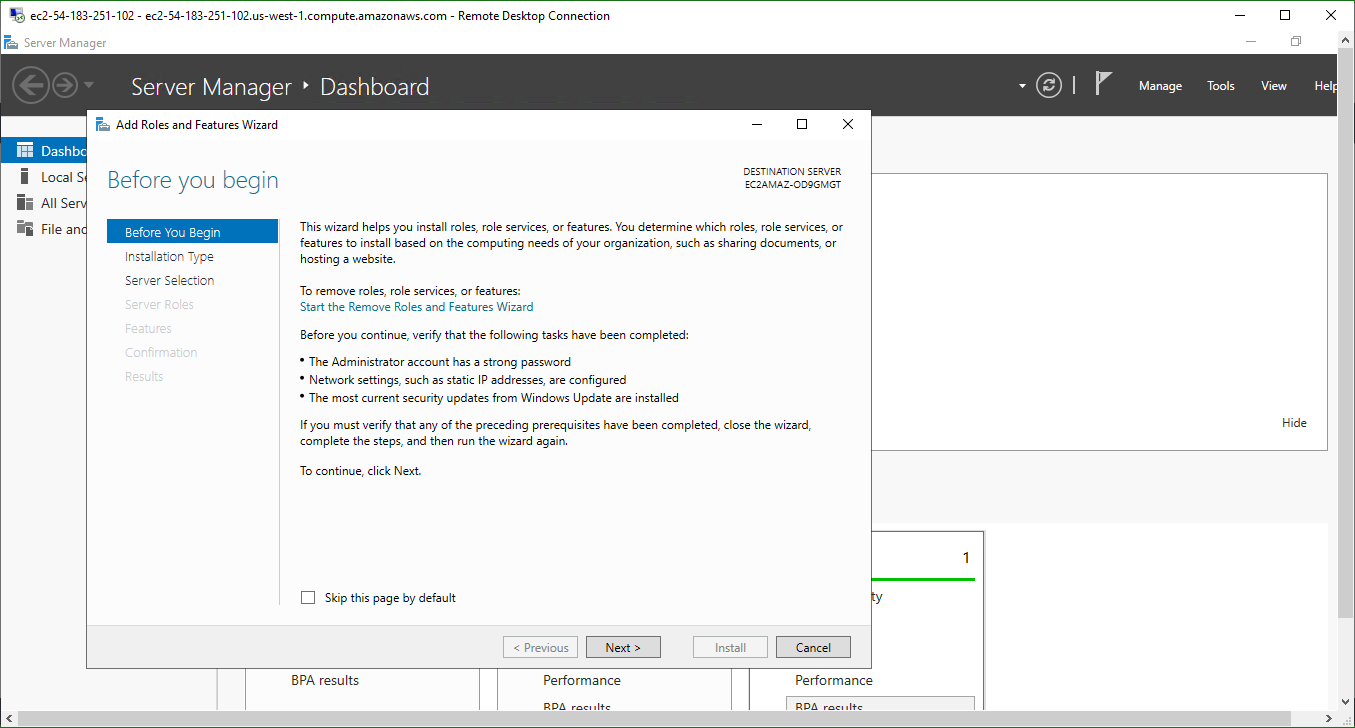 ec2-54-183-251-102 - ec2-54-183-251-102.us-west-1.compute.amazonaws.com - Remote Desktop Connection
Server Manager
Server Manager ‣ Dashboard
Manage Tools View Help
Add Roles and Features Wizard
Dashbo
Local Se
All Serv
File and
Before you begin
DESTINATION SERVER
EC2AMAZ-OD9GMGT
Before You Begin
Installation Type
Server Selection
Server Roles
Features
Confirmation
Results
This wizard helps you install roles, role services, or features. You determine which roles, role services, or
features to install based on the computing needs of your organization, such as sharing documents, or
hosting a website.
To remove roles, role services, or features:
Start the Remove Roles and Features Wizard
Before you continue, verify that the following tasks have been completed:
• The Administrator account has a strong password
• Network settings, such as static IP addresses, are configured
• The most current security updates from Windows Update are installed
If you must verify that any of the preceding prerequisites have been completed, close the wizard,
complete the steps, and then run the wizard again.
To continue, click Next.
Skip this page by default
< Previous Next > Install Cancel
Hide
1
ty
BPA results
Performance
BPA results
Performance
BPA results